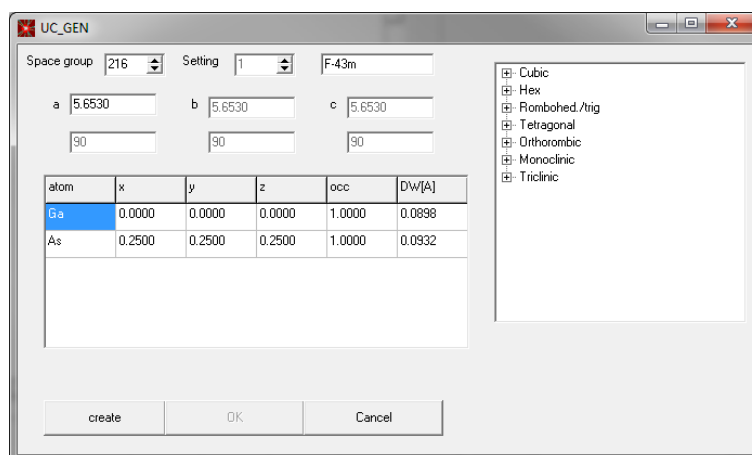 UC_GEN
Space group 216 Setting 1 F-43m
a 5.6530 b 5.6530 c 5.6530
90 90 90
atom x y z occ DW[A]
Ga 0.0000 0.0000 0.0000 1.0000 0.0898
As 0.2500 0.2500 0.2500 1.0000 0.0932
create OK Cancel
Cubic
Hex
Rombohed./trig
Tetragonal
Orthorombic
Monoclinic
Triclinic